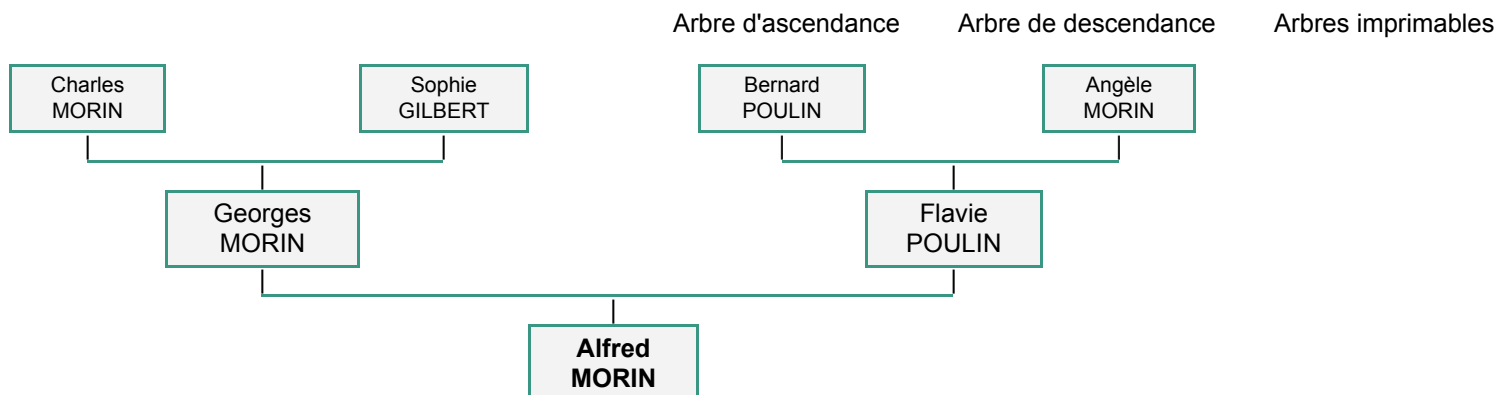 Arbre d'ascendance Arbre de descendance Arbres imprimables
Charles
MORIN
Sophie
GILBERT
Bernard
POULIN
Angèle
MORIN
Georges
MORIN
Flavie
POULIN
Alfred
MORIN